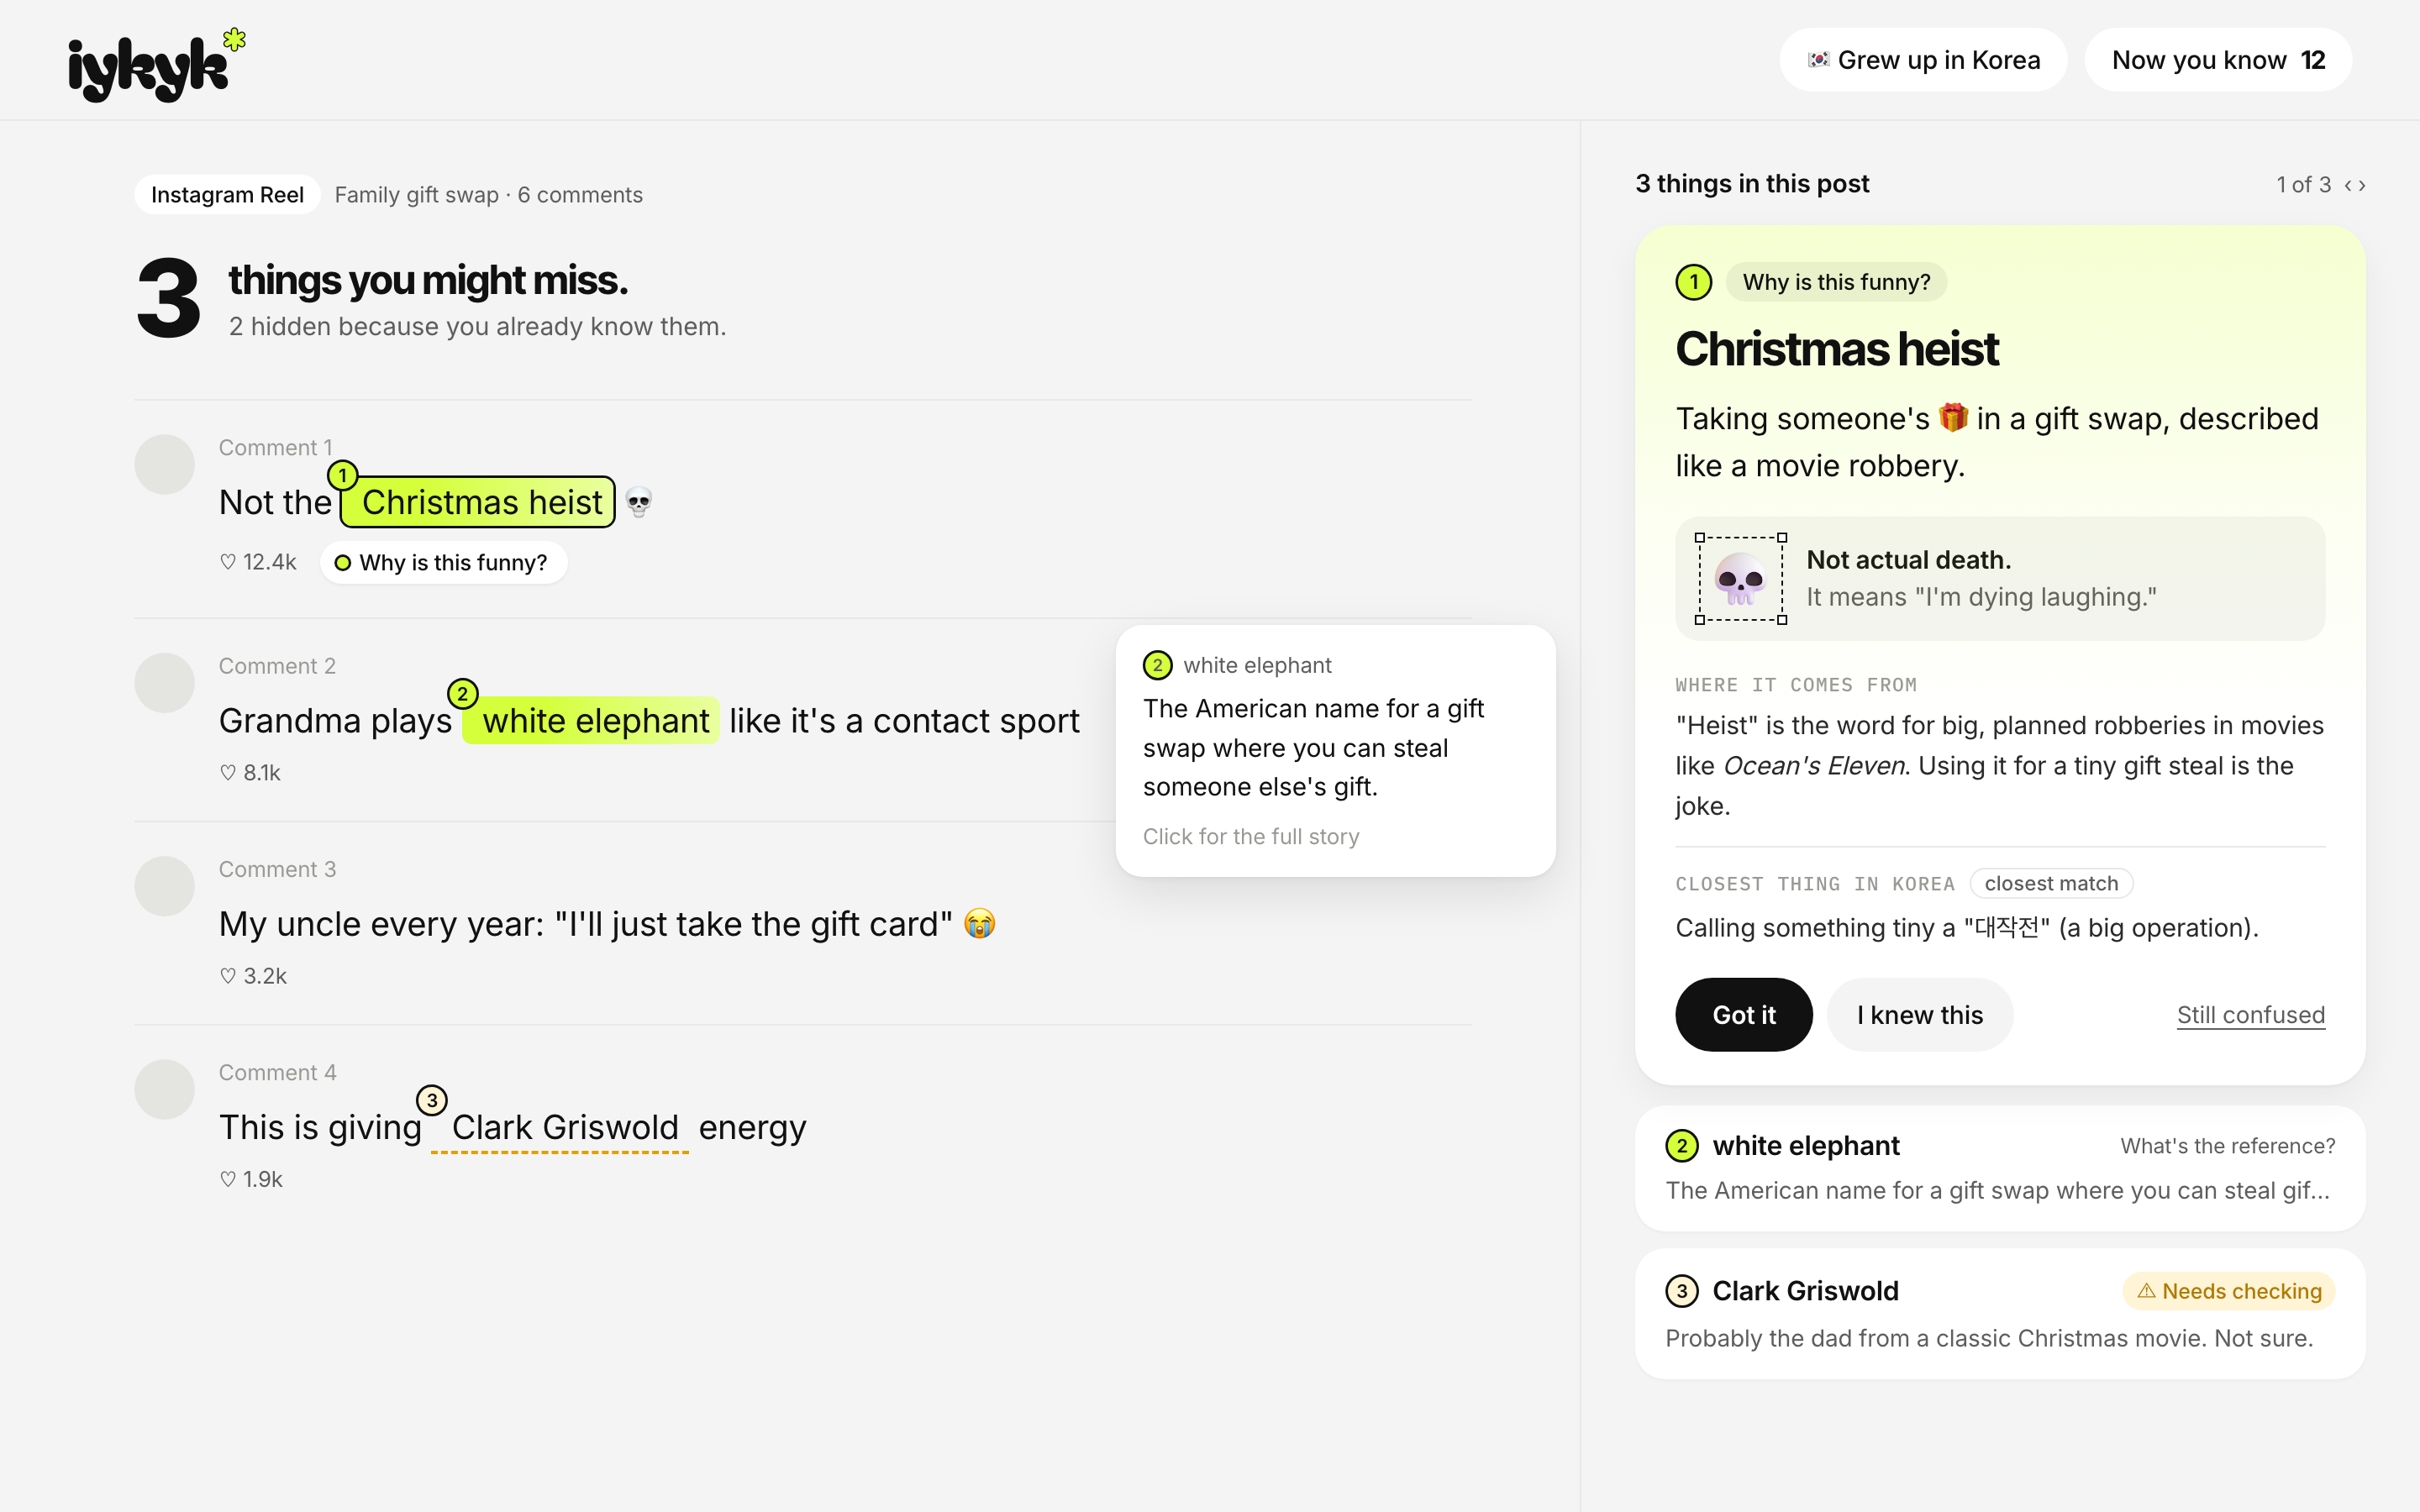 iykyk*
🇰🇷 Grew up in Korea
Now you know 12
Instagram Reel
Family gift swap · 6 comments
3 things you might miss.
2 hidden because you already know them.
Comment 1
1
Not the Christmas heist 💀
♡ 12.4k
Why is this funny?
Comment 2
2
Grandma plays white elephant like it's a contact sport
♡ 8.1k
2 white elephant
The American name for a gift
swap where you can steal
someone else's gift.
Click for the full story
Comment 3
My uncle every year: "I'll just take the gift card" 😭
♡ 3.2k
Comment 4
3
This is giving Clark Griswold energy
♡ 1.9k
3 things in this post
1 of 3 ‹ ›
1 Why is this funny?
Christmas heist
Taking someone's 🎁 in a gift swap, described
like a movie robbery.
💀
Not actual death.
It means "I'm dying laughing."
WHERE IT COMES FROM
"Heist" is the word for big, planned robberies in movies
like Ocean's Eleven. Using it for a tiny gift steal is the
joke.
CLOSEST THING IN KOREA closest match
Calling something tiny a "대작전" (a big operation).
Got it
I knew this
Still confused
2 white elephant
What's the reference?
The American name for a gift swap where you can steal gif...
3 Clark Griswold
⚠ Needs checking
Probably the dad from a classic Christmas movie. Not sure.